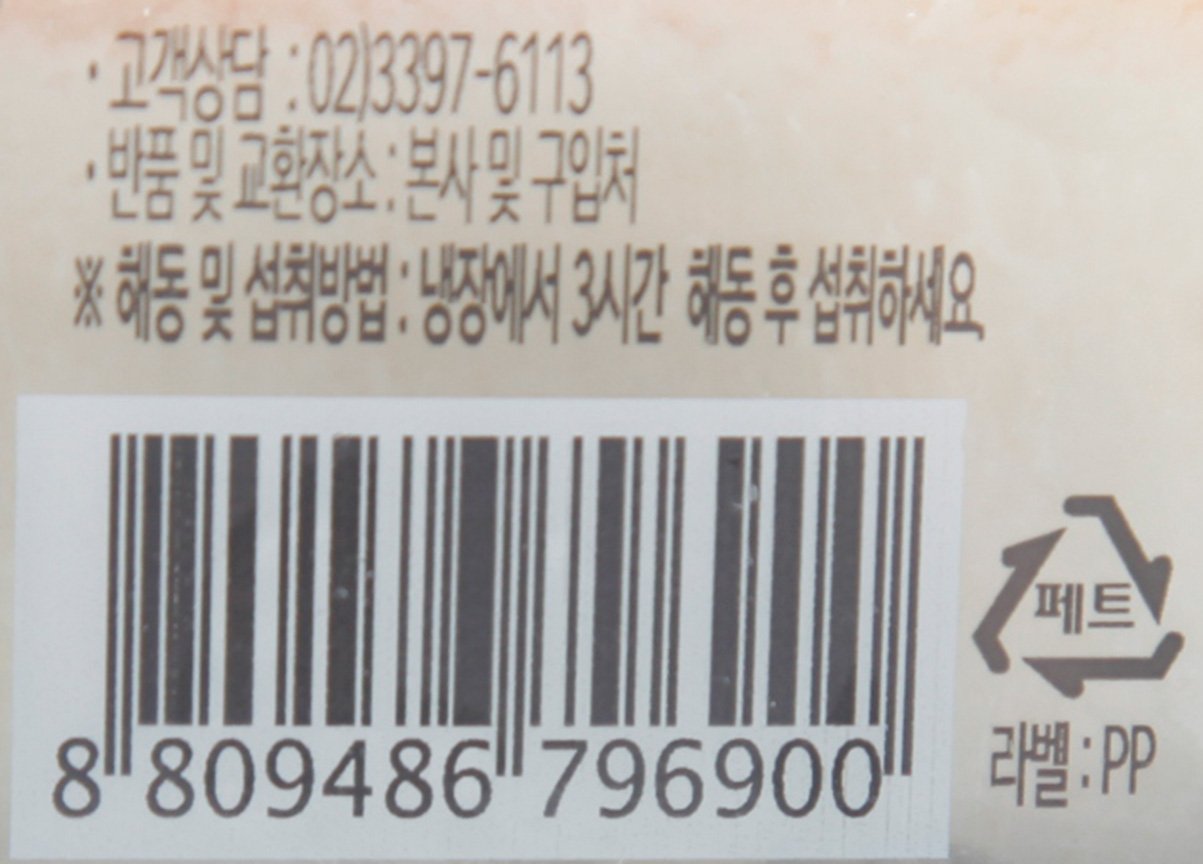 · 고객상담 : 02)3397-6113
· 반품 및 교환장소 : 본사 및 구입처
※ 해동 및 섭취방법 : 냉장에서 3시간 해동 후 섭취하세요
페트
라벨 : PP
8 809486 796900